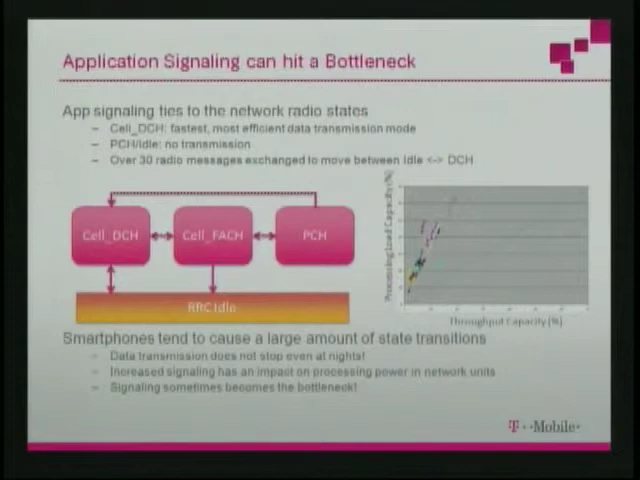 Application Signaling can hit a Bottleneck
App signaling ties to the network radio states
– Cell_DCH: fastest, most efficient data transmission mode
– PCH/Idle: no transmission
– Over 30 radio messages exchanged to move between Idle <-> DCH
Cell_DCH
Cell_FACH
PCH
RRC Idle
Processing Load Capacity (%)
Throughput Capacity (%)
Smartphones tend to cause a large amount of state transitions
– Data transmission does not stop even at nights!
– Increased signaling has an impact on processing power in network units
– Signaling sometimes becomes the bottleneck!
T··Mobile·